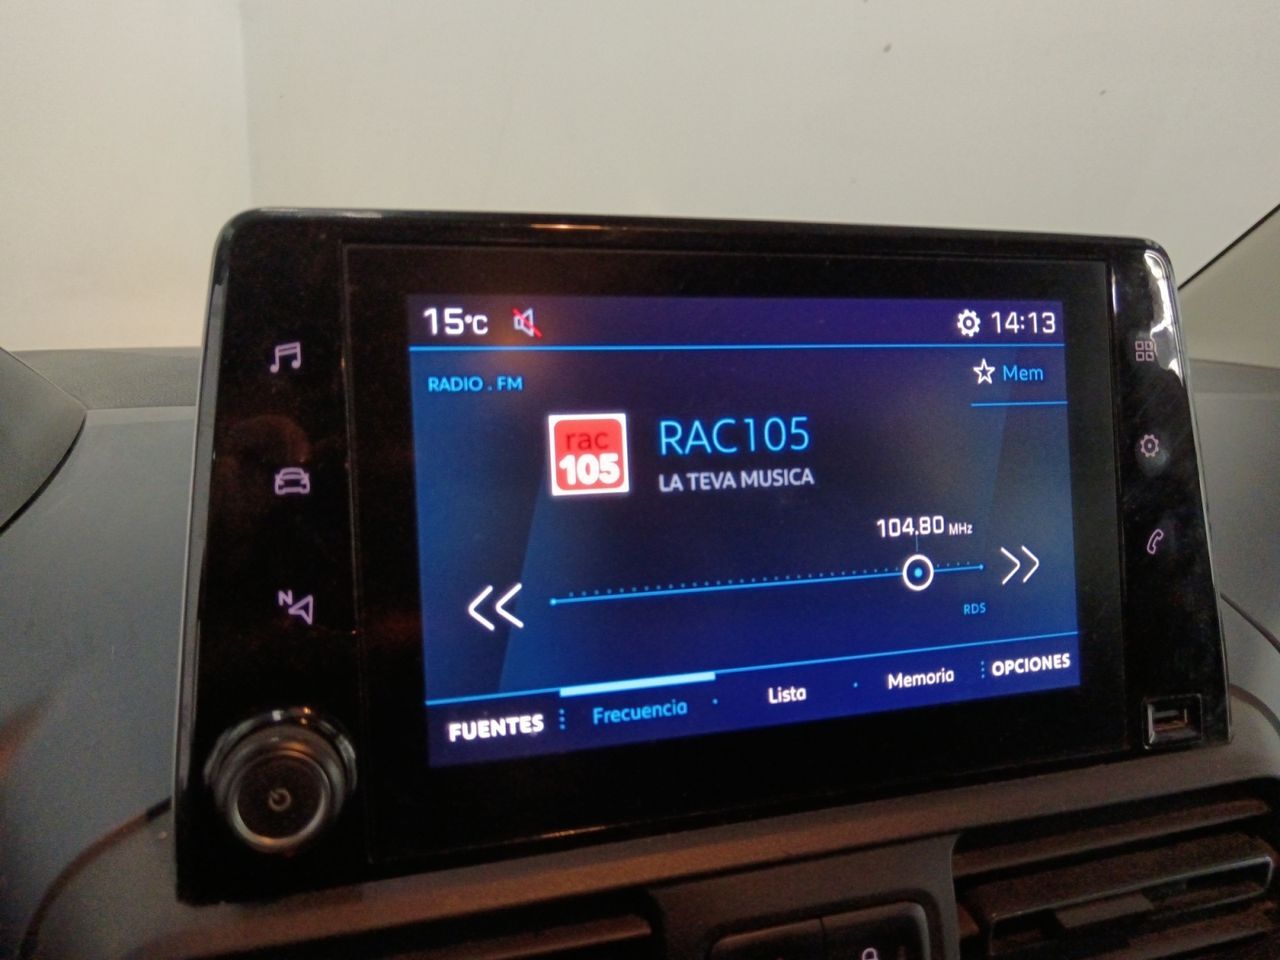 15°C
14:13
RADIO . FM
Mem
rac
105
RAC105
LA TEVA MUSICA
104.80 MHz
RDS
FUENTES
Frecuencia
Lista
Memoria
OPCIONES
N